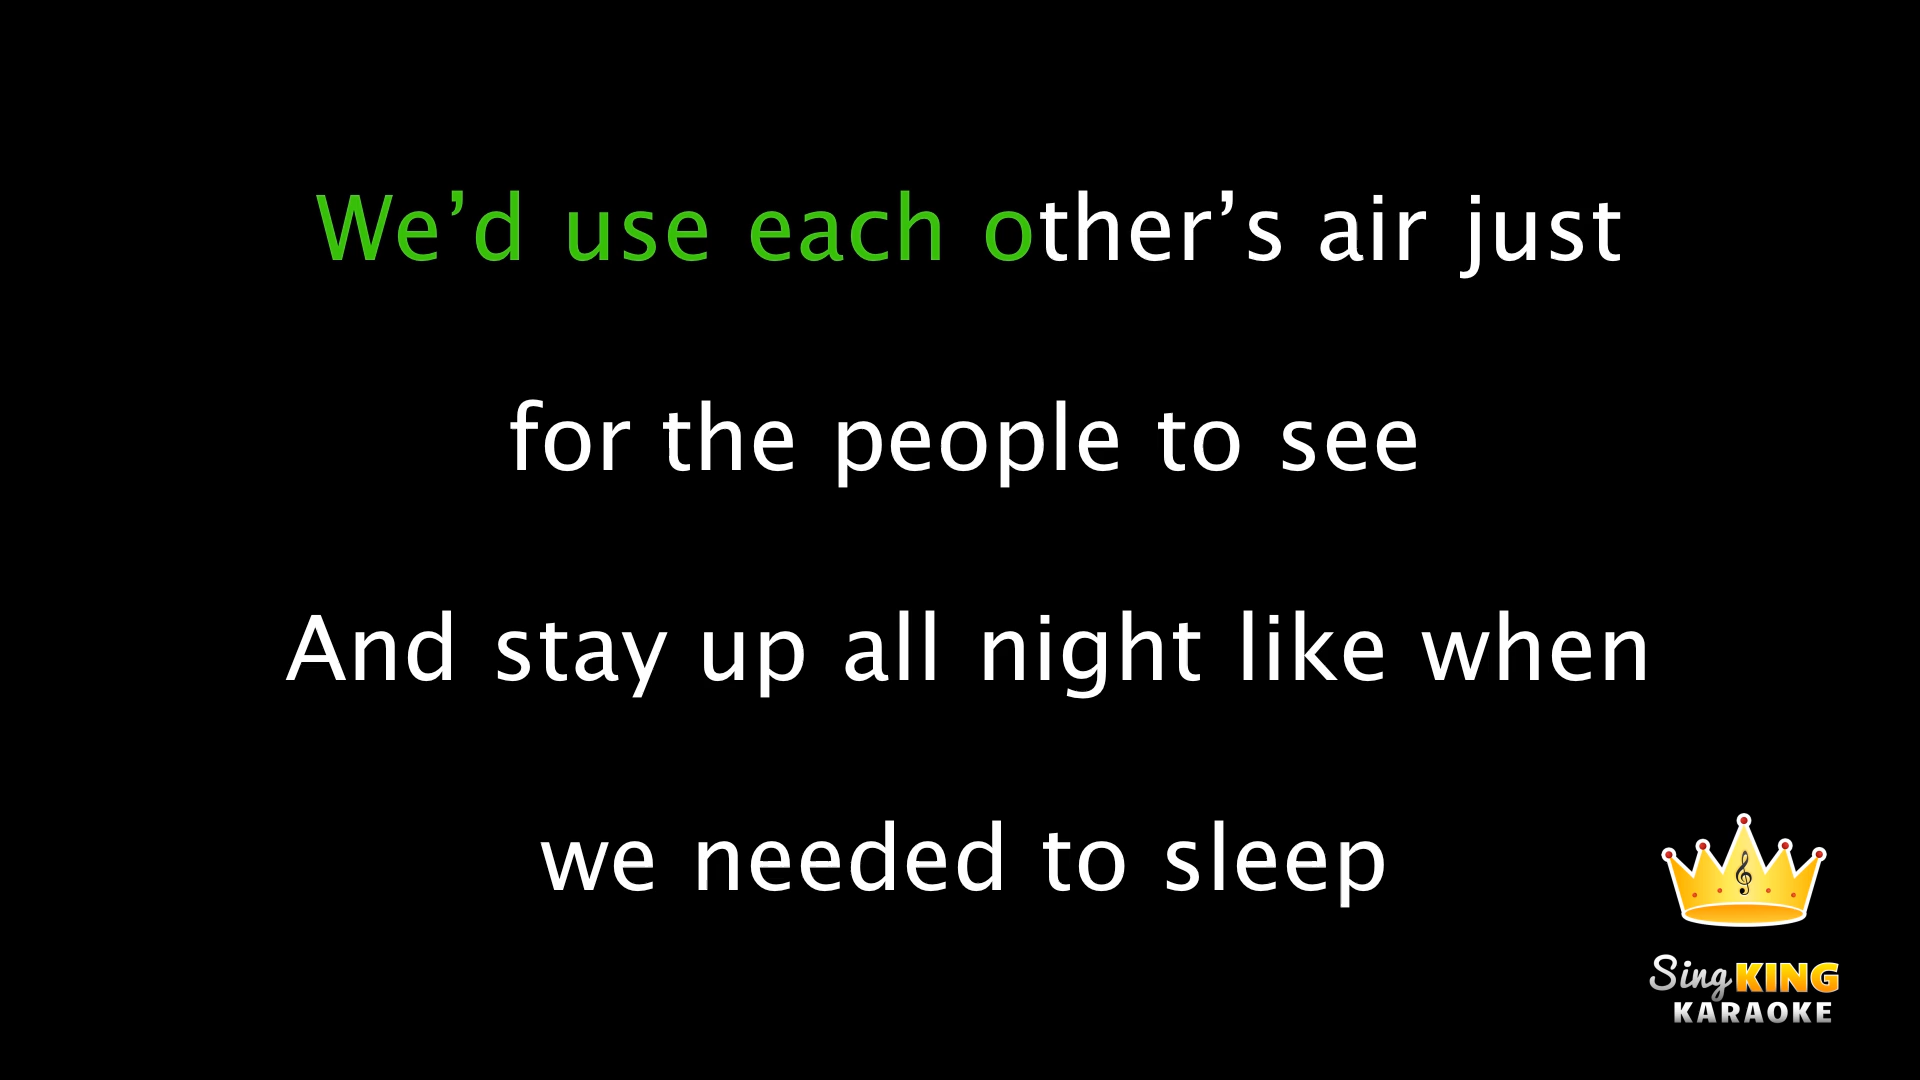 We’d use each other’s air just
for the people to see
And stay up all night like when
we needed to sleep
Sing KING
KARAOKE